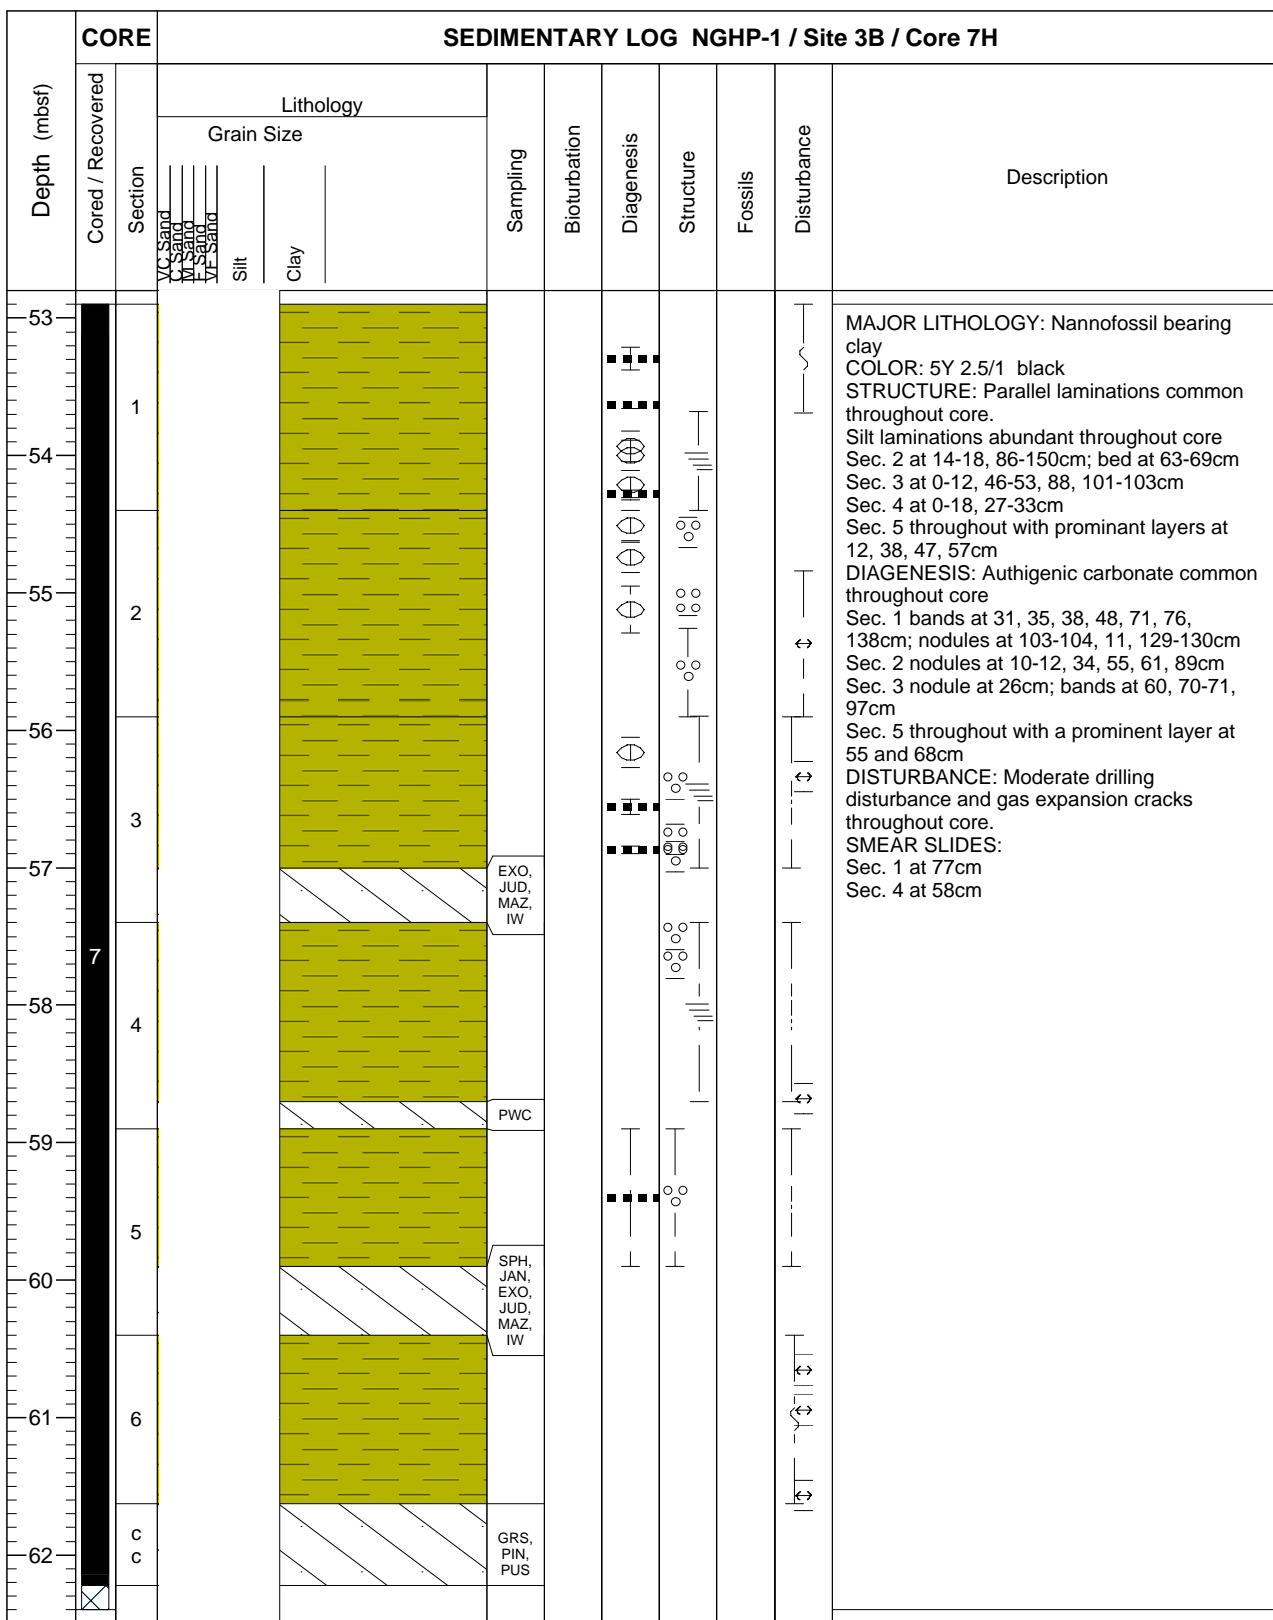 CORE
SEDIMENTARY LOG NGHP-1 / Site 3B / Core 7H
Depth (mbsf)
Cored / Recovered
Section
Lithology
Grain Size
VC Sand
C Sand
M Sand
F Sand
VF Sand
Silt
Clay
Sampling
Bioturbation
Diagenesis
Structure
Fossils
Disturbance
Description
53
54
55
56
57
58
59
60
61
62
7
1
2
3
4
5
6
c
c
EXO,
JUD,
MAZ,
IW
PWC
SPH,
JAN,
EXO,
JUD,
MAZ,
IW
GRS,
PIN,
PUS
MAJOR LITHOLOGY: Nannofossil bearing
clay
COLOR: 5Y 2.5/1 black
STRUCTURE: Parallel laminations common
throughout core.
Silt laminations abundant throughout core
Sec. 2 at 14-18, 86-150cm; bed at 63-69cm
Sec. 3 at 0-12, 46-53, 88, 101-103cm
Sec. 4 at 0-18, 27-33cm
Sec. 5 throughout with prominant layers at
12, 38, 47, 57cm
DIAGENESIS: Authigenic carbonate common
throughout core
Sec. 1 bands at 31, 35, 38, 48, 71, 76,
138cm; nodules at 103-104, 11, 129-130cm
Sec. 2 nodules at 10-12, 34, 55, 61, 89cm
Sec. 3 nodule at 26cm; bands at 60, 70-71,
97cm
Sec. 5 throughout with a prominent layer at
55 and 68cm
DISTURBANCE: Moderate drilling
disturbance and gas expansion cracks
throughout core.
SMEAR SLIDES:
Sec. 1 at 77cm
Sec. 4 at 58cm